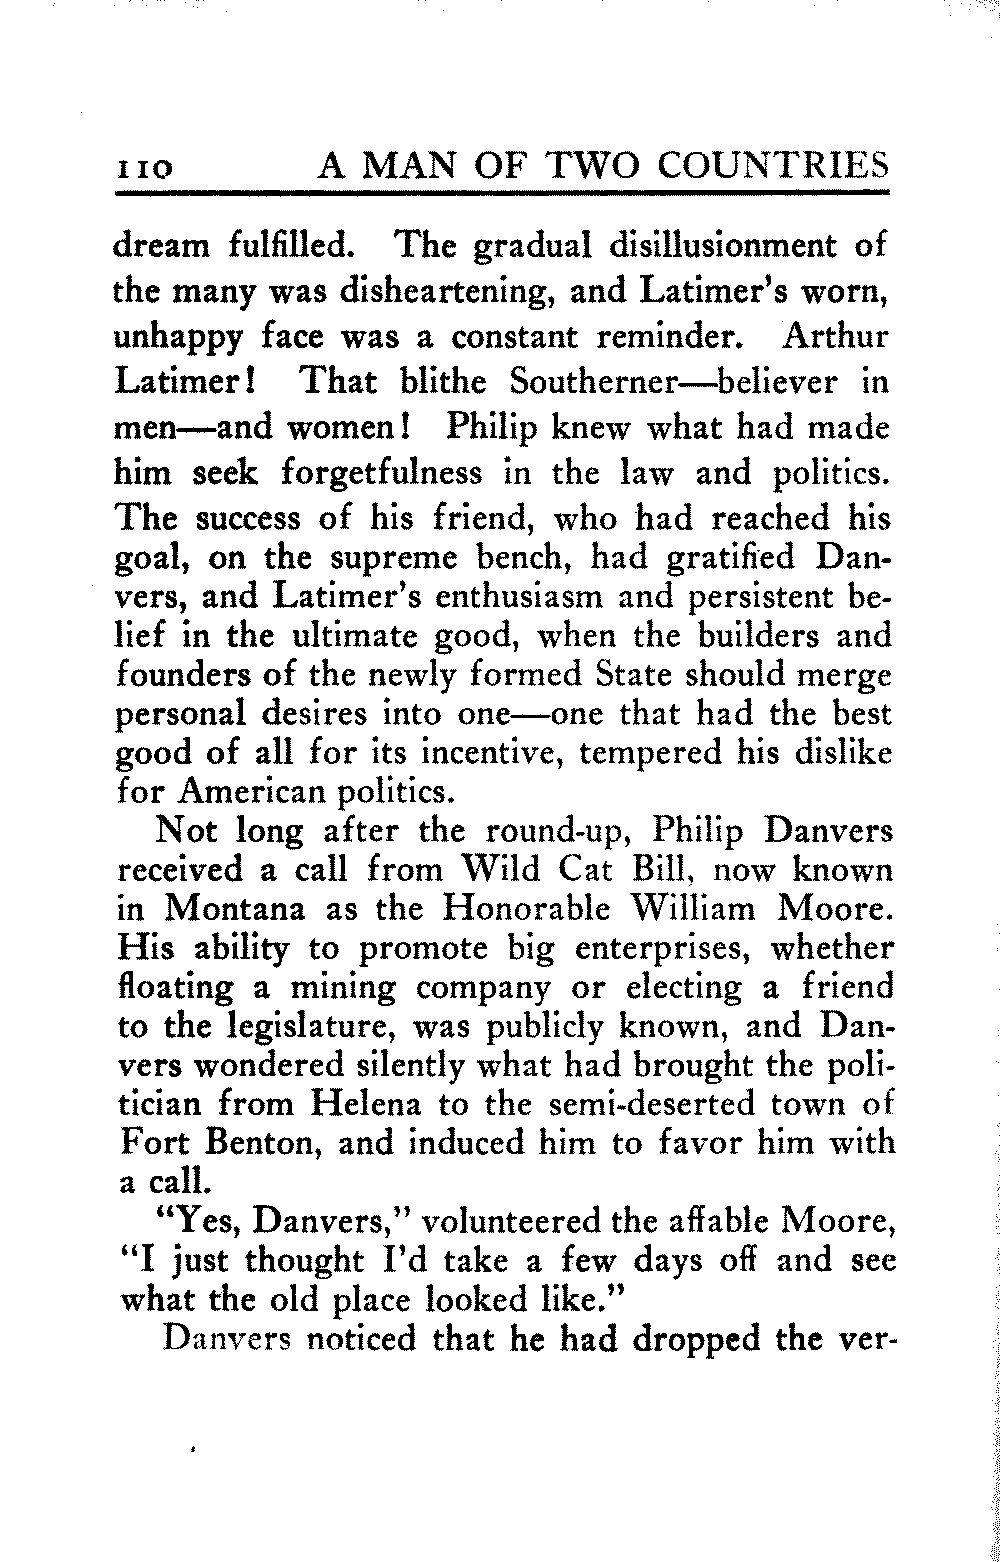 110 A MAN OF TWO COUNTRIES
dream fulfilled. The gradual disillusionment of
the many was disheartening, and Latimer's worn,
unhappy face was a constant reminder. Arthur
Latimer! That blithe Southerner—believer in
men—and women! Philip knew what had made
him seek forgetfulness in the law and politics.
The success of his friend, who had reached his
goal, on the supreme bench, had gratified Dan-
vers, and Latimer's enthusiasm and persistent be-
lief in the ultimate good, when the builders and
founders of the newly formed State should merge
personal desires into one—one that had the best
good of all for its incentive, tempered his dislike
for American politics.
Not long after the round-up, Philip Danvers
received a call from Wild Cat Bill, now known
in Montana as the Honorable William Moore.
His ability to promote big enterprises, whether
floating a mining company or electing a friend
to the legislature, was publicly known, and Dan-
vers wondered silently what had brought the poli-
tician from Helena to the semi-deserted town of
Fort Benton, and induced him to favor him with
a call.
"Yes, Danvers," volunteered the affable Moore,
"I just thought I'd take a few days off and see
what the old place looked like."
Danvers noticed that he had dropped the ver-